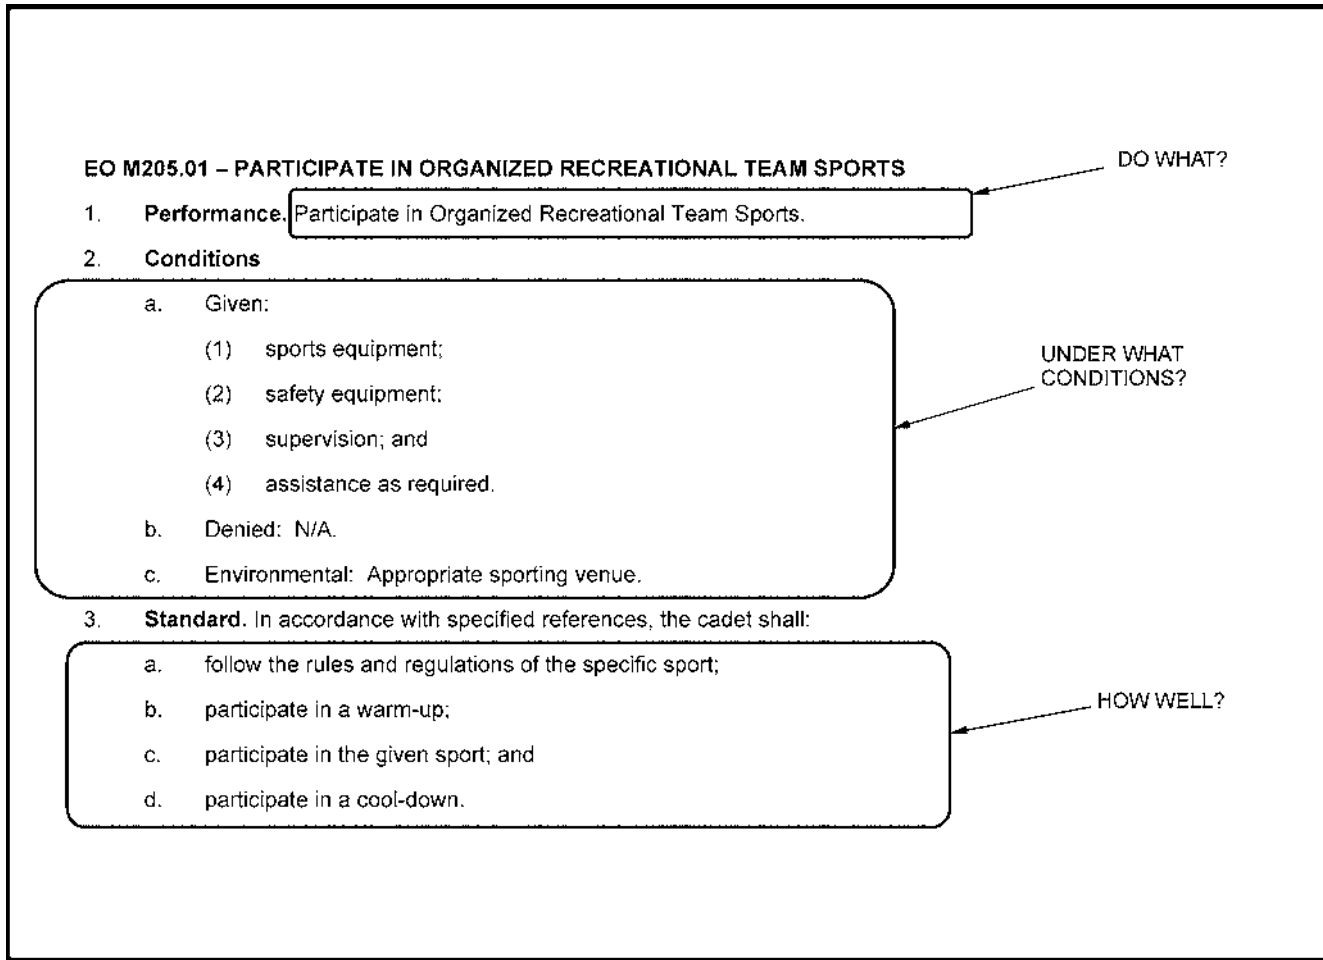 EO M205.01 – PARTICIPATE IN ORGANIZED RECREATIONAL TEAM SPORTS
DO WHAT?
1. Performance. Participate in Organized Recreational Team Sports.
2. Conditions
a. Given:
(1) sports equipment;
UNDER WHAT
CONDITIONS?
(2) safety equipment;
(3) supervision; and
(4) assistance as required.
b. Denied: N/A.
c. Environmental: Appropriate sporting venue.
3. Standard. In accordance with specified references, the cadet shall:
a. follow the rules and regulations of the specific sport;
HOW WELL?
b. participate in a warm-up;
c. participate in the given sport; and
d. participate in a cool-down.